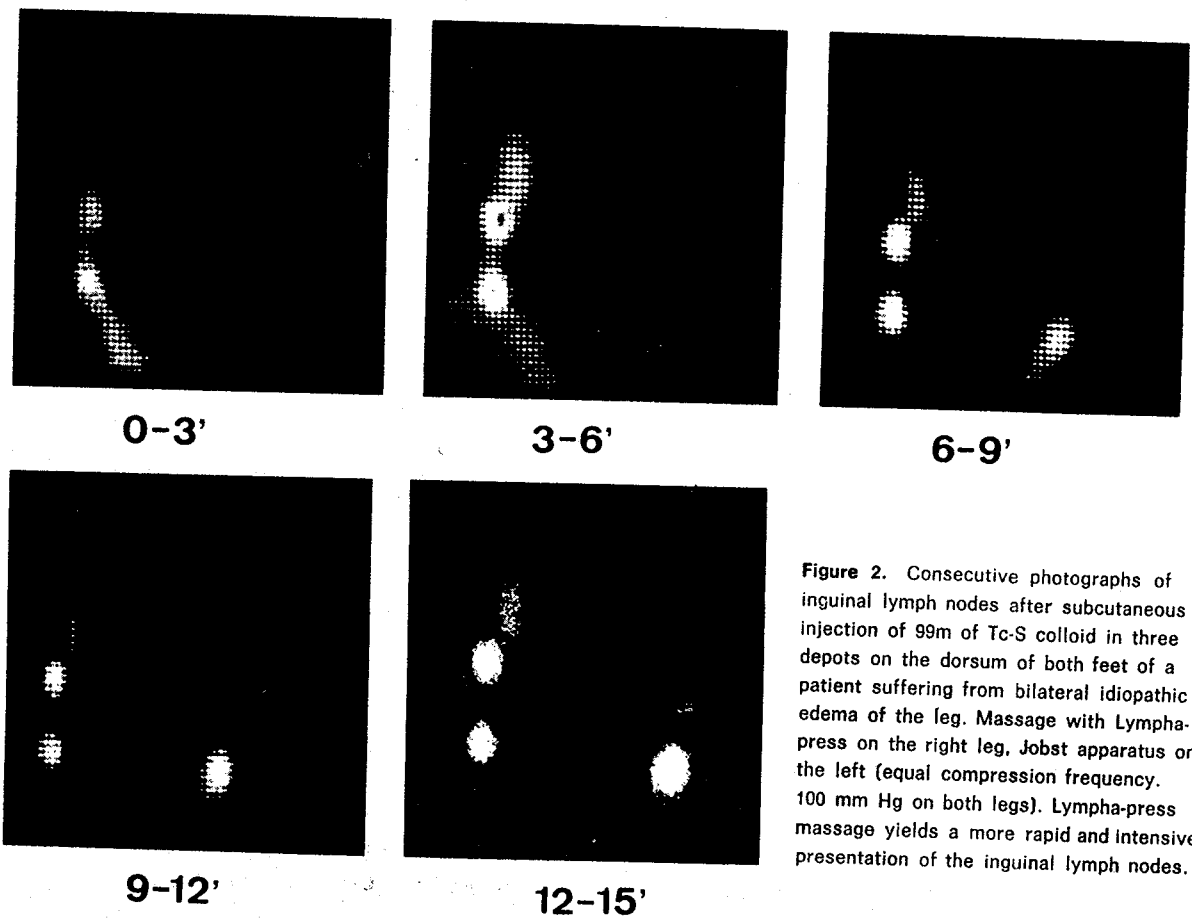 0-3'
3-6'
6-9'
9-12'
12-15'
Figure 2. Consecutive photographs of
inguinal lymph nodes after subcutaneous
injection of 99m of Tc-S colloid in three
depots on the dorsum of both feet of a
patient suffering from bilateral idiopathic
edema of the leg. Massage with Lympha-
press on the right leg, Jobst apparatus on
the left (equal compression frequency.
100 mm Hg on both legs). Lympha-press
massage yields a more rapid and intensive
presentation of the inguinal lymph nodes.